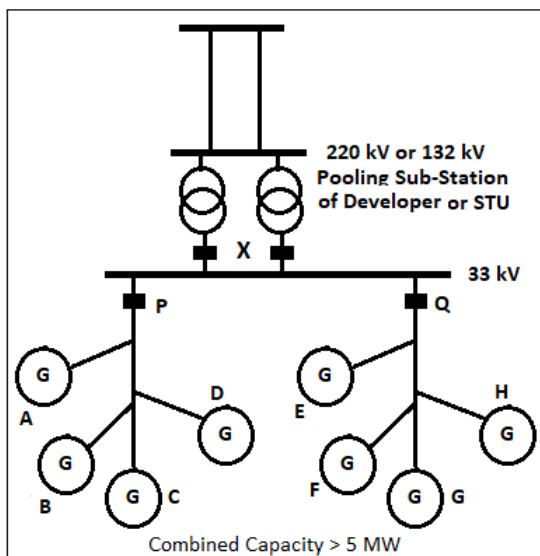 220 kV or 132 kV
Pooling Sub-Station
of Developer or STU
X
33 kV
P
Q
G
A
D
G
B
G
G
C
G
E
H
G
F
G
G
G
Combined Capacity > 5 MW